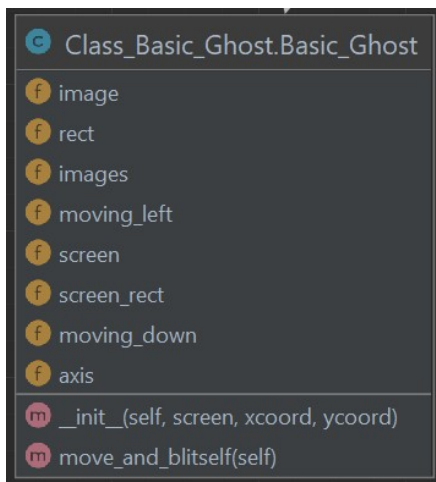 C Class_Basic_Ghost.Basic_Ghost
f image
f rect
f images
f moving_left
f screen
f screen_rect
f moving_down
f axis
m __init__(self, screen, xcoord, ycoord)
m move_and_blitself(self)